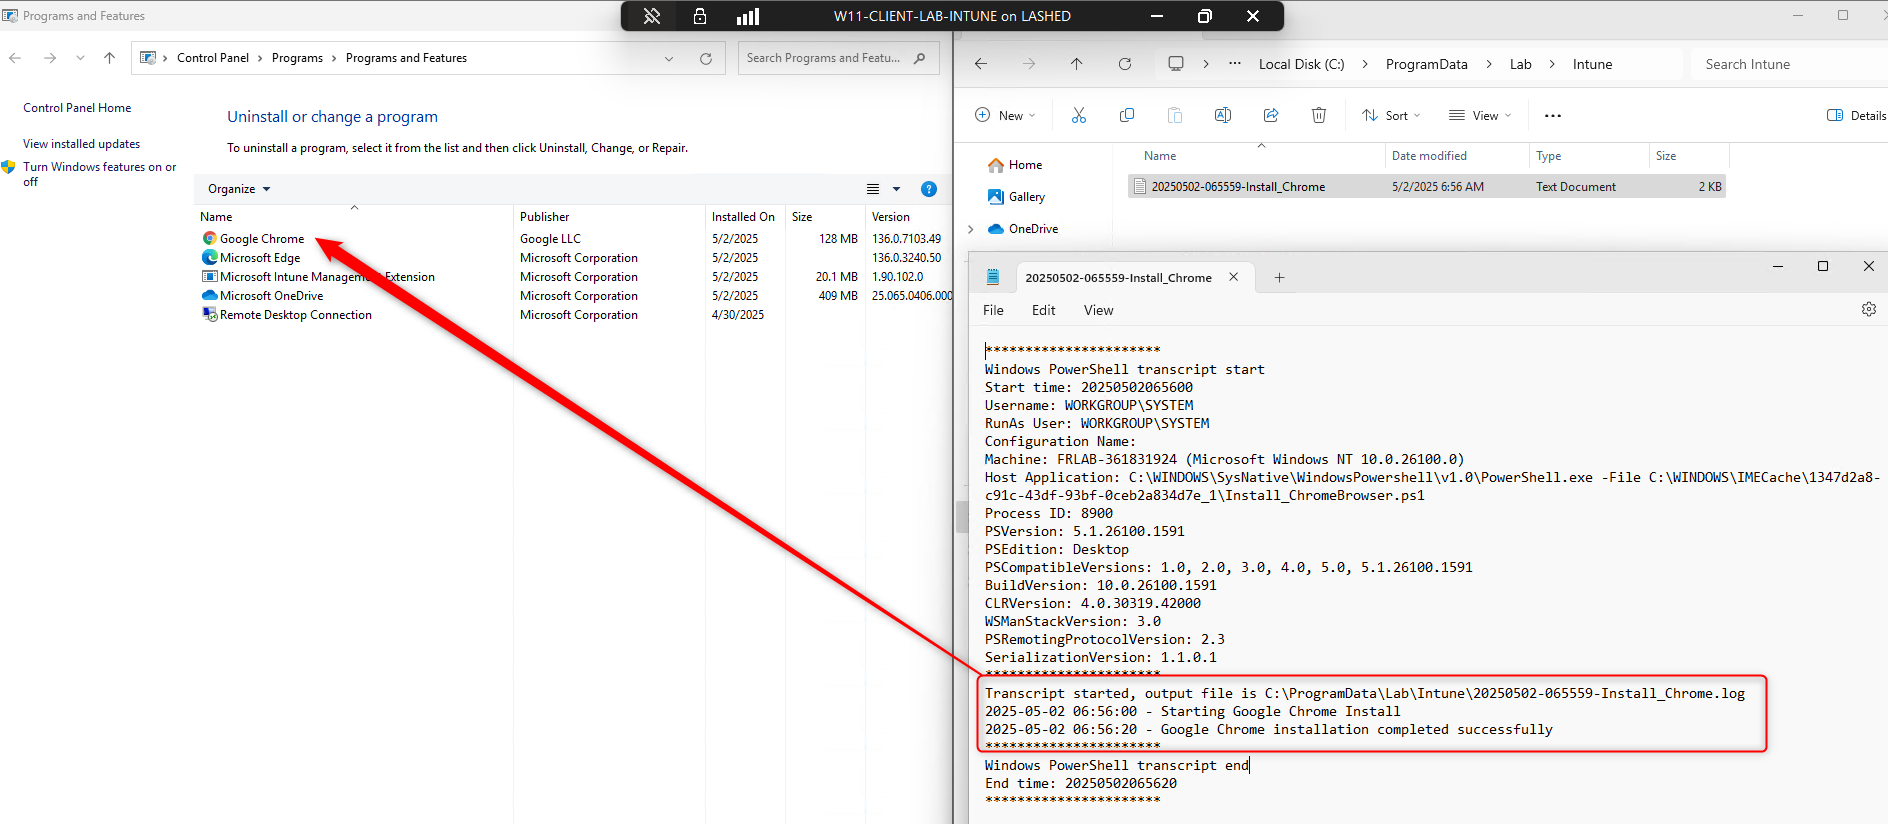 W11-CLIENT-LAB-INTUNE on LASHED
Programs and Features
Control Panel > Programs > Programs and Features
Search Programs and Featu...
Control Panel Home
View installed updates
Turn Windows features on or
off
Uninstall or change a program
To uninstall a program, select it from the list and then click Uninstall, Change, or Repair.
Organize
Name Publisher Installed On Size Version
Google Chrome Google LLC 5/2/2025 128 MB 136.0.7103.49
Microsoft Edge Microsoft Corporation 5/2/2025 136.0.3240.50
Microsoft Intune Management Extension Microsoft Corporation 5/2/2025 20.1 MB 1.90.102.0
Microsoft OneDrive Microsoft Corporation 5/2/2025 409 MB 25.065.0406.000
Remote Desktop Connection Microsoft Corporation 4/30/2025
... Local Disk (C:) > ProgramData > Lab > Intune
Search Intune
New Sort View ... Details
Home
Gallery
OneDrive
Name Date modified Type Size
20250502-065559-Install_Chrome 5/2/2025 6:56 AM Text Document 2 KB
20250502-065559-Install_Chrome
File Edit View
**********************
Windows PowerShell transcript start
Start time: 20250502065600
Username: WORKGROUP\SYSTEM
RunAs User: WORKGROUP\SYSTEM
Configuration Name:
Machine: FRLAB-361831924 (Microsoft Windows NT 10.0.26100.0)
Host Application: C:\WINDOWS\SysNative\WindowsPowershell\v1.0\PowerShell.exe -File C:\WINDOWS\IMECache\1347d2a8-
c91c-43df-93bf-0ceb2a834d7e_1\Install_ChromeBrowser.ps1
Process ID: 8900
PSVersion: 5.1.26100.1591
PSEdition: Desktop
PSCompatibleVersions: 1.0, 2.0, 3.0, 4.0, 5.0, 5.1.26100.1591
BuildVersion: 10.0.26100.1591
CLRVersion: 4.0.30319.42000
WSManStackVersion: 3.0
PSRemotingProtocolVersion: 2.3
SerializationVersion: 1.1.0.1
**********************
Transcript started, output file is C:\ProgramData\Lab\Intune\20250502-065559-Install_Chrome.log
2025-05-02 06:56:00 - Starting Google Chrome Install
2025-05-02 06:56:20 - Google Chrome installation completed successfully
**********************
Windows PowerShell transcript end
End time: 20250502065620
**********************